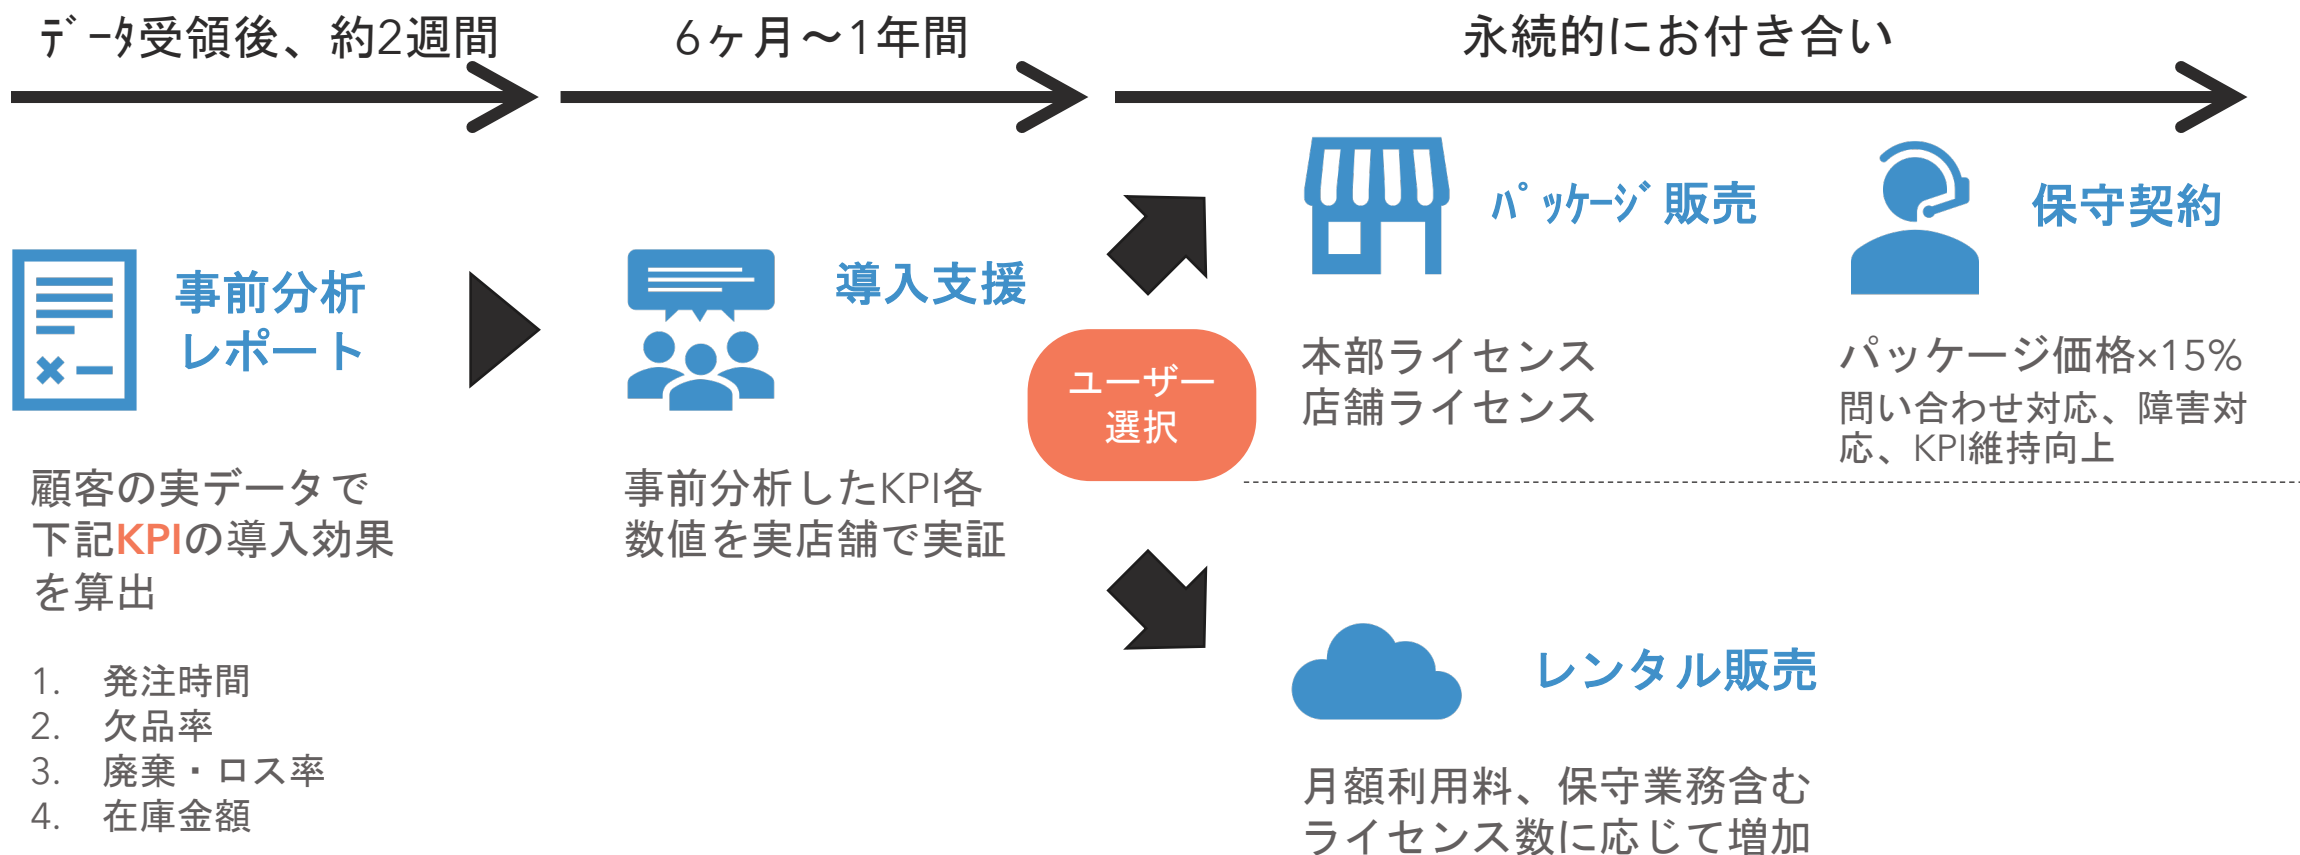 ﾃﾞｰﾀ受領後、約2週間
6ヶ月～1年間
永続的にお付き合い
事前分析
レポート
顧客の実データで
下記KPIの導入効果
を算出
1. 発注時間
2. 欠品率
3. 廃棄・ロス率
4. 在庫金額
導入支援
事前分析したKPI各
数値を実店舗で実証
ユーザー
選択
ﾊﾟｯｹｰｼﾞ販売
本部ライセンス
店舗ライセンス
保守契約
パッケージ価格×15%
問い合わせ対応、障害対
応、KPI維持向上
レンタル販売
月額利用料、保守業務含む
ライセンス数に応じて増加